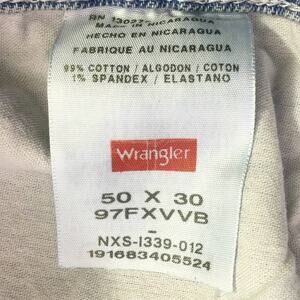 RN 13023
MADE IN NICARAGUA
HECHO EN NICARAGUA
FABRIQUE AU NICARAGUA
99% COTTON / ALGODON / COTON
1% SPANDEX / ELASTANO
Wrangler
50 X 30
97FXVVB
-
NXS-I339-012
191683405524